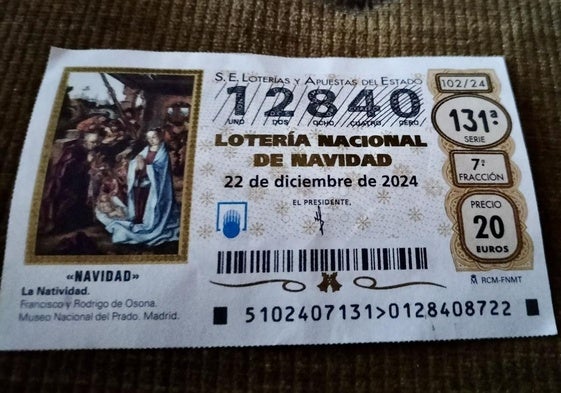 S.E. LOTERÍAS Y APUESTAS DEL ESTADO
12840
UNO DOS OCHO CUATRO CERO
LOTERÍA NACIONAL
DE NAVIDAD
22 de diciembre de 2024
EL PRESIDENTE,
102/24
131ª
SERIE
7ª
FRACCIÓN
PRECIO
20
EUROS
RCM-FNMT
«NAVIDAD»
La Natividad.
Francisco y Rodrigo de Osona.
Museo Nacional del Prado. Madrid.
5102407131>0128408722